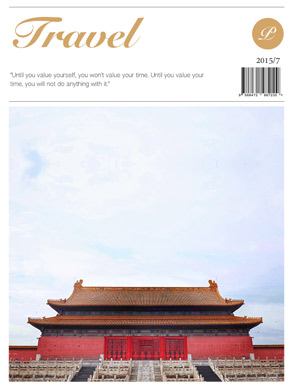 Travel
P
2015/7
"Until you value yourself, you won't value your time. Until you value your
time, you will not do anything with it."